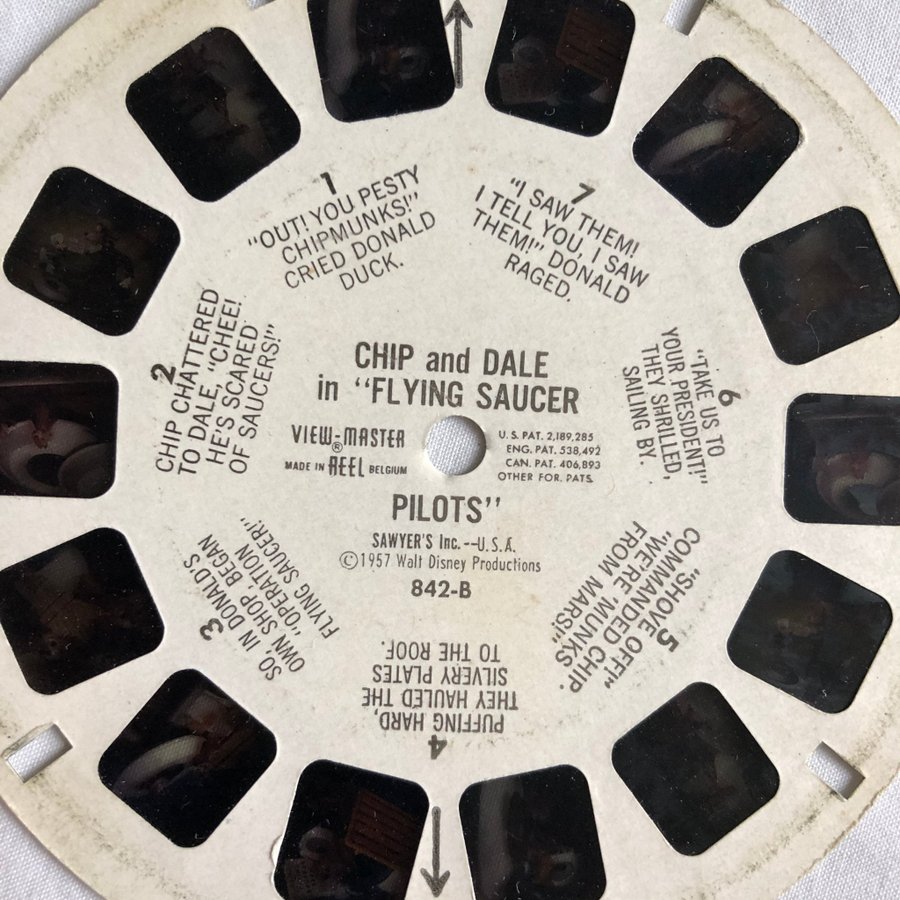 CHIP and DALE
in "FLYING SAUCER
VIEW-MASTER
®
MADE IN REEL BELGIUM
U.S. PAT. 2,189,285
ENG. PAT. 538,492
CAN. PAT. 406,893
OTHER FOR. PATS.
PILOTS"
SAWYER'S Inc.--U.S.A.
©1957 Walt Disney Productions
842-B
1
"OUT! YOU PESTY
CHIPMUNKS!"
CRIED DONALD
DUCK.
2
CHIP CHATTERED
TO DALE, "CHEE!
HE'S SCARED
OF SAUCERS!"
3
SO, IN DONALD'S
OWN SHOP BEGAN
"OPERATION
FLYING SAUCER!"
4
PUFFING HARD,
THEY HAULED THE
SILVERY PLATES
TO THE ROOF.
5
"SHOVE OFF!"
COMMANDED CHIP.
"WE'RE 'MUNKS
FROM MARS!"
6
"TAKE US TO
YOUR PRESIDENT!"
THEY SHRILLED,
SAILING BY.
7
"I SAW THEM!
I TELL YOU, I SAW
THEM!" DONALD
RAGED.